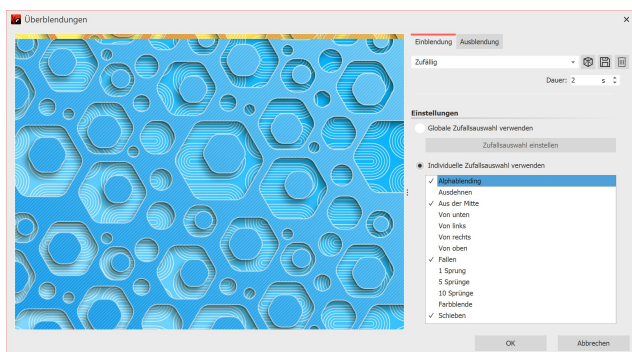 Überblendungen
Einblendung Ausblendung
Zufällig
Dauer: 2 s
Einstellungen
Globale Zufallsauswahl verwenden
Zufallsauswahl einstellen
Individuelle Zufallsauswahl verwenden
Alphablending
Ausdehnen
Aus der Mitte
Von unten
Von links
Von rechts
Von oben
Fallen
1 Sprung
5 Sprünge
10 Sprünge
Farbblende
Schieben
OK Abbrechen